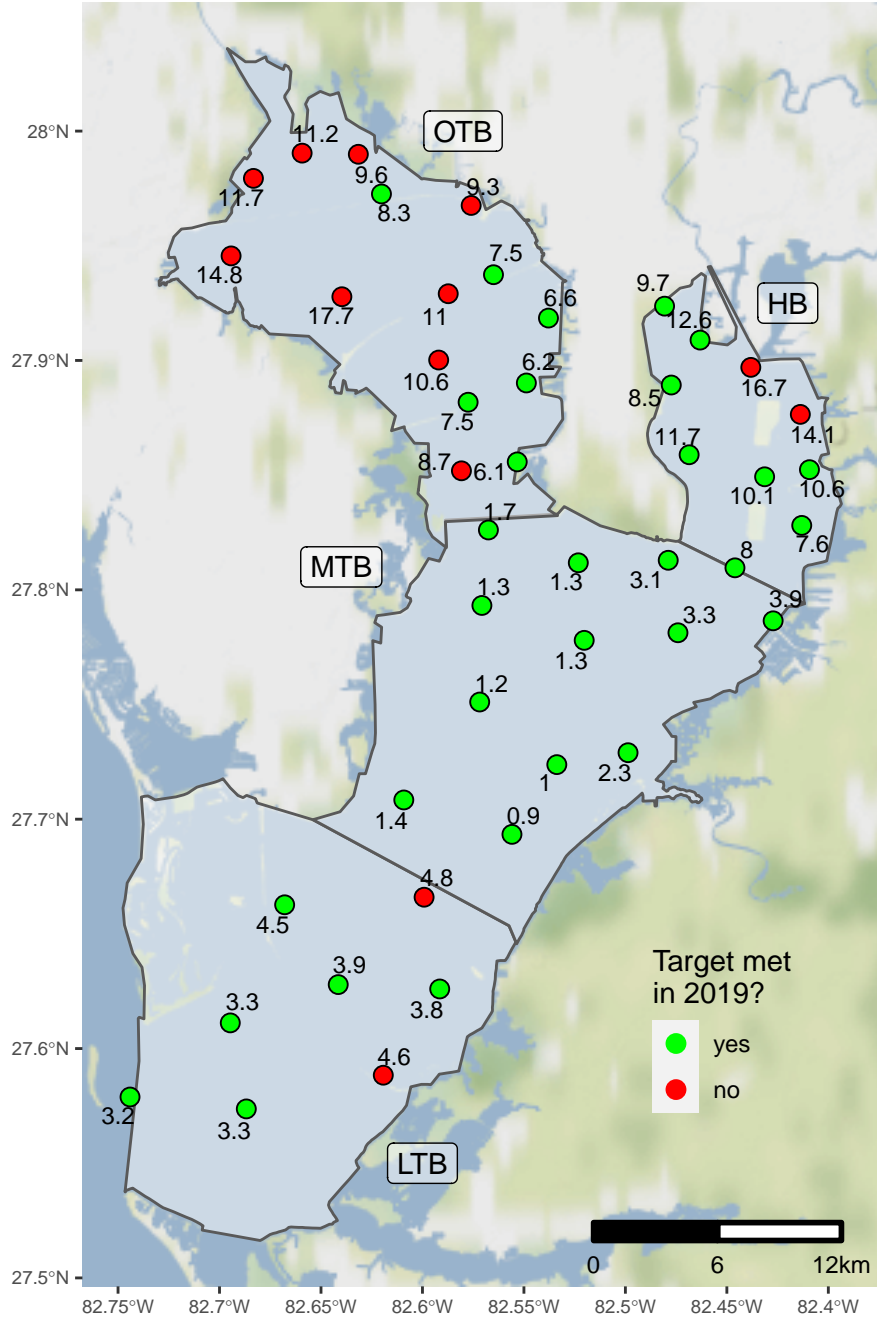 28°N
27.9°N
27.8°N
27.7°N
27.6°N
27.5°N
OTB
11.2
9.6
11.7
8.3
9.3
14.8
7.5
17.7
11
6.6
10.6
6.2
7.5
8.7
6.1
HB
9.7
12.6
16.7
8.5
14.1
11.7
10.1
10.6
7.6
8
MTB
1.7
1.3
3.1
1.3
3.9
3.3
1.3
1.2
2.3
1
1.4
0.9
4.8
4.5
3.9
3.8
3.3
4.6
3.2
3.3
LTB
Target met
in 2019?
yes
no
0 6 12km
82.75°W 82.7°W 82.65°W 82.6°W 82.55°W 82.5°W 82.45°W 82.4°W